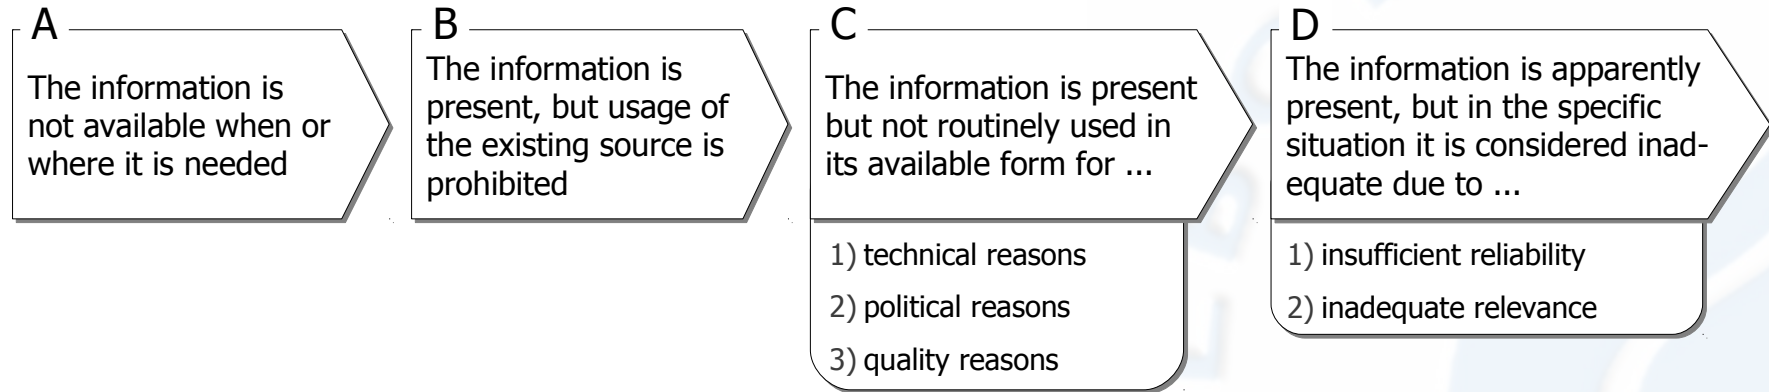 A
The information is
not available when or
where it is needed
B
The information is
present, but usage of
the existing source is
prohibited
C
The information is present
but not routinely used in
its available form for ...
1) technical reasons
2) political reasons
3) quality reasons
D
The information is apparently
present, but in the specific
situation it is considered inad-
equate due to ...
1) insufficient reliability
2) inadequate relevance